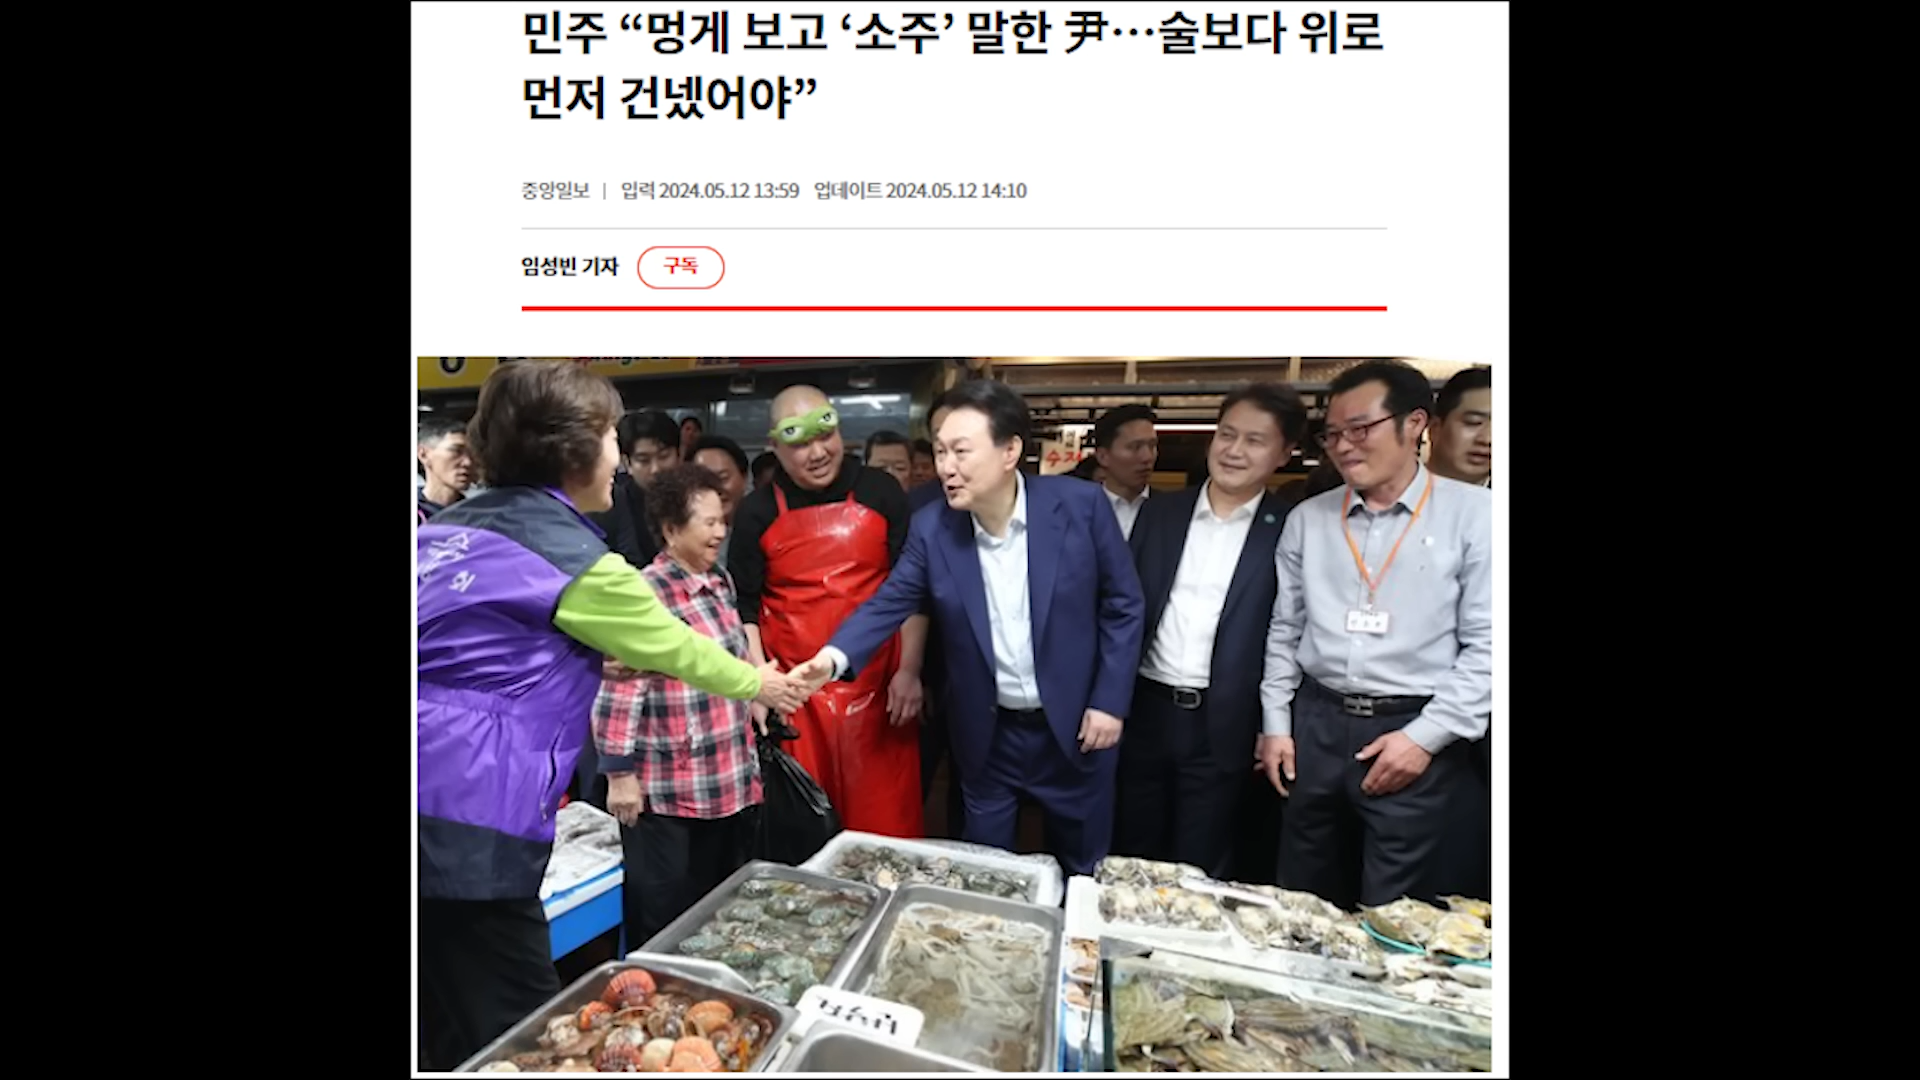 민주 “멍게 보고 ‘소주’ 말한 尹…술보다 위로
먼저 건넸어야”
중앙일보 | 입력 2024.05.12 13:59 업데이트 2024.05.12 14:10
임성빈 기자 구독